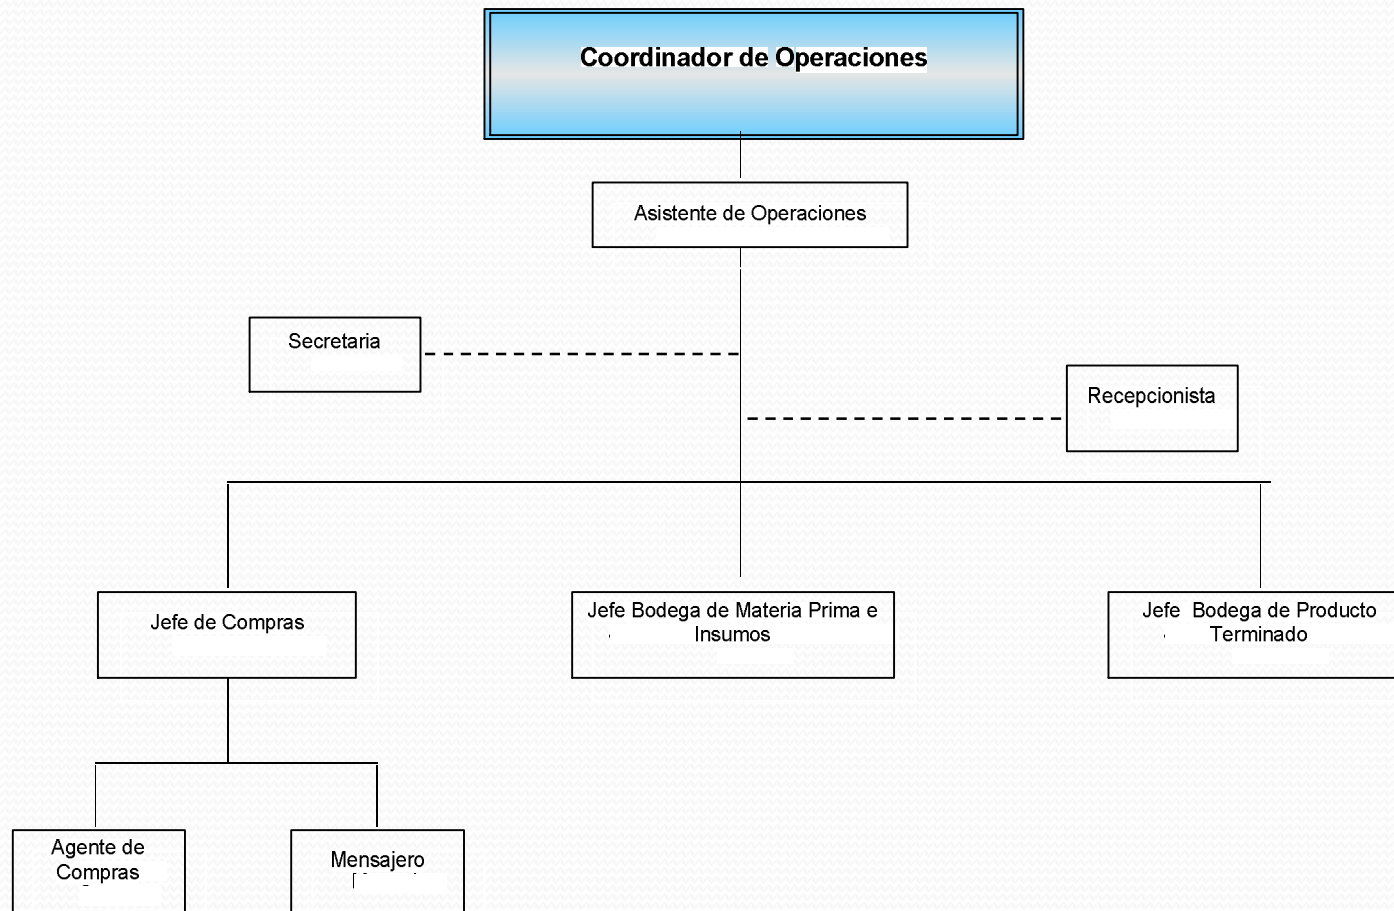 Coordinador de Operaciones
Asistente de Operaciones
Secretaria
Recepcionista
Jefe de Compras
Jefe Bodega de Materia Prima e
Insumos
Jefe Bodega de Producto
Terminado
Agente de
Compras
Mensajero